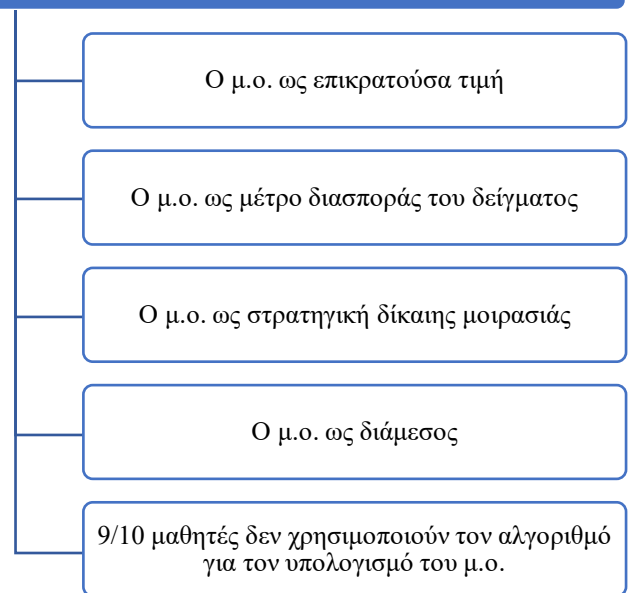 Ο μ.ο. ως επικρατούσα τιμή
Ο μ.ο. ως μέτρο διασποράς του δείγματος
Ο μ.ο. ως στρατηγική δίκαιης μοιρασιάς
Ο μ.ο. ως διάμεσος
9/10 μαθητές δεν χρησιμοποιούν τον αλγοριθμό
για τον υπολογισμό του μ.ο.